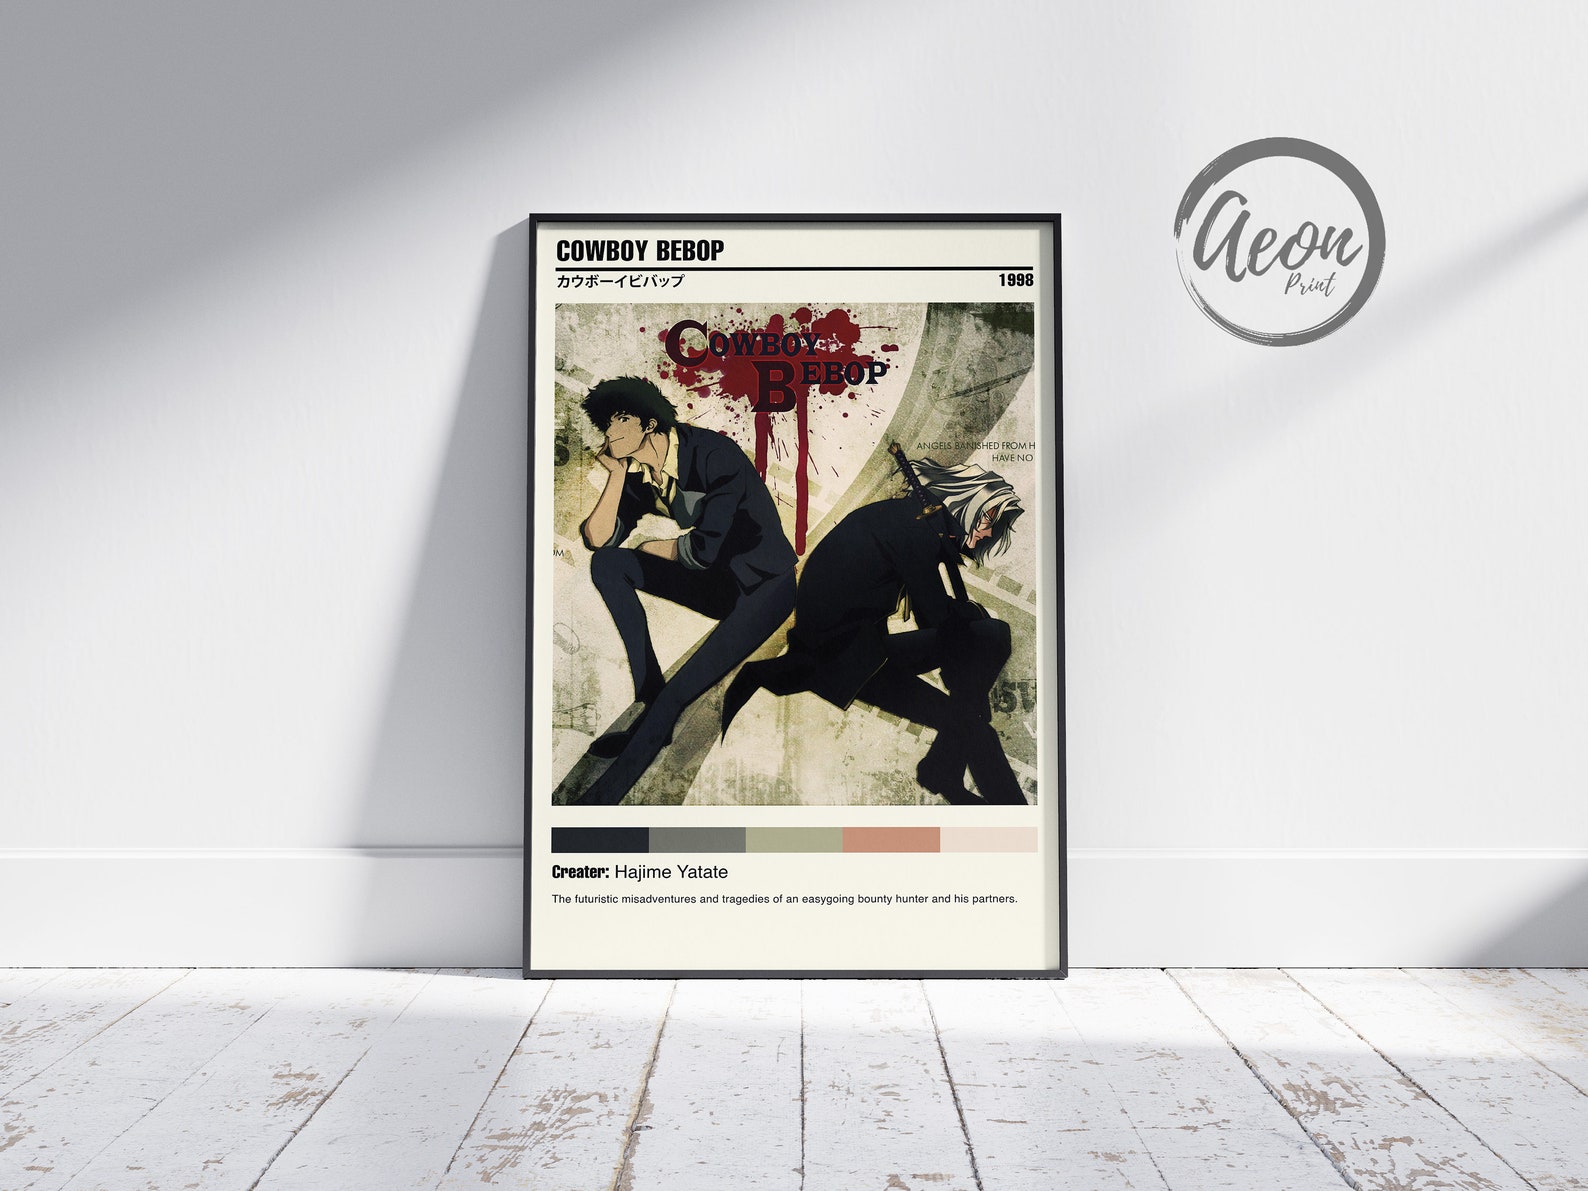 COWBOY BEBOP
カウボーイビバップ
1998
COWBOY
BEBOP
ANGELS BANISHED FROM H
HAVE NO
Creater: Hajime Yatate
The futuristic misadventures and tragedies of an easygoing bounty hunter and his partners.
aeon
Print